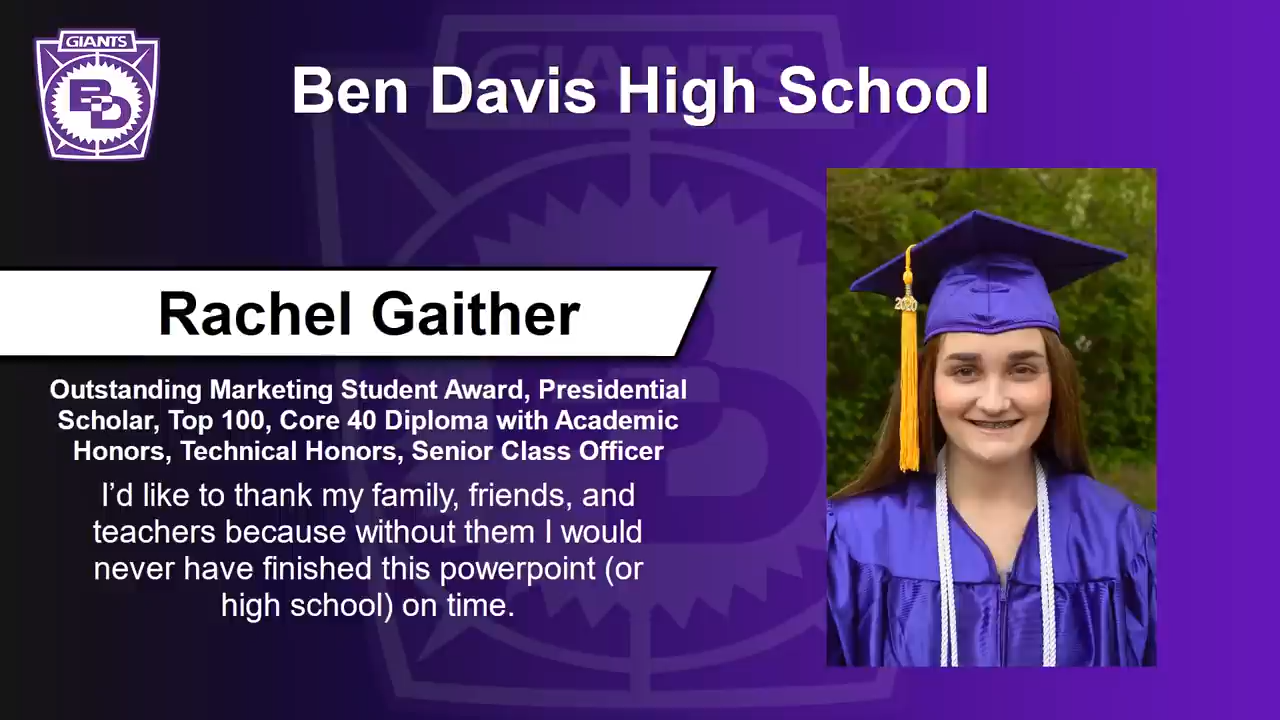 GIANTS
BD
GIANTS
Ben Davis High School
2020
Rachel Gaither
Outstanding Marketing Student Award, Presidential
Scholar, Top 100, Core 40 Diploma with Academic
Honors, Technical Honors, Senior Class Officer
I’d like to thank my family, friends, and
teachers because without them I would
never have finished this powerpoint (or
high school) on time.